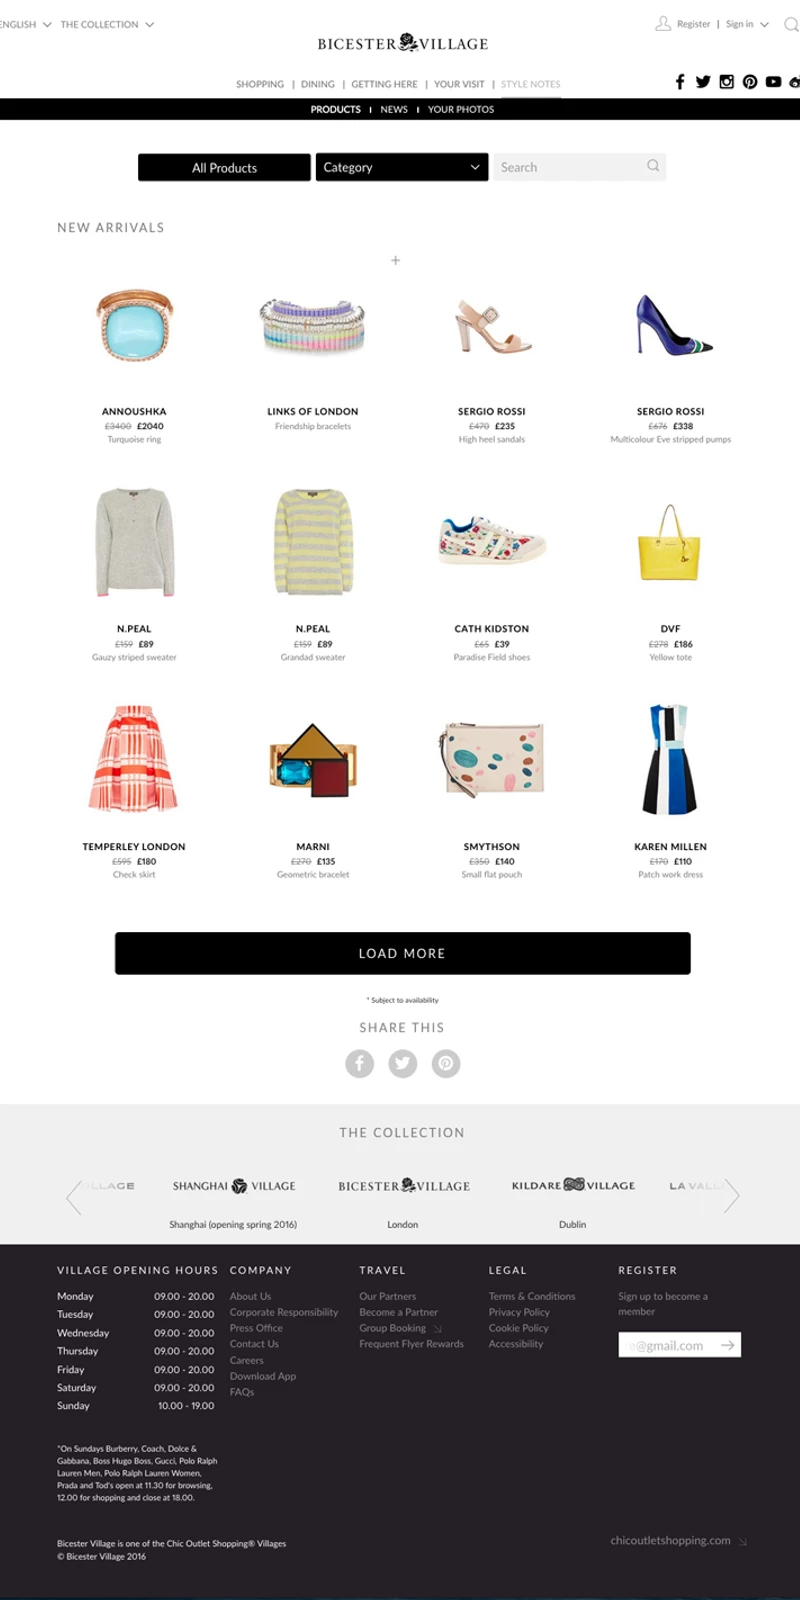 ENGLISH THE COLLECTION
Register | Sign in
BICESTER VILLAGE
SHOPPING | DINING | GETTING HERE | YOUR VISIT | STYLE NOTES
PRODUCTS | NEWS | YOUR PHOTOS
All Products Category Search
NEW ARRIVALS
ANNOUSHKA
£3400 £2040
Turquoise ring
LINKS OF LONDON
Friendship bracelets
SERGIO ROSSI
£470 £235
High heel sandals
SERGIO ROSSI
£676 £338
Multicolour Eve stripped pumps
N.PEAL
£159 £89
Gauzy striped sweater
N.PEAL
£159 £89
Grandad sweater
CATH KIDSTON
£65 £39
Paradise Field shoes
DVF
£278 £186
Yellow tote
TEMPERLEY LONDON
£595 £180
Check skirt
MARNI
£270 £135
Geometric bracelet
SMYTHSON
£350 £140
Small flat pouch
KAREN MILLEN
£170 £110
Patch work dress
LOAD MORE
* Subject to availability
SHARE THIS
THE COLLECTION
SHANGHAI VILLAGE
Shanghai (opening spring 2016)
BICESTER VILLAGE
London
KILDARE VILLAGE
Dublin
VILLAGE OPENING HOURS
Monday 09.00 - 20.00
Tuesday 09.00 - 20.00
Wednesday 09.00 - 20.00
Thursday 09.00 - 20.00
Friday 09.00 - 20.00
Saturday 09.00 - 20.00
Sunday 10.00 - 19.00
*On Sundays Burberry, Coach, Dolce &
Gabbana, Boss Hugo Boss, Gucci, Polo Ralph
Lauren Men, Polo Ralph Lauren Women,
Prada and Tod's open at 11.30 for browsing,
12.00 for shopping and close at 18.00.
COMPANY
About Us
Corporate Responsibility
Press Office
Contact Us
Careers
Download App
FAQs
TRAVEL
Our Partners
Become a Partner
Group Booking
Frequent Flyer Rewards
LEGAL
Terms & Conditions
Privacy Policy
Cookie Policy
Accessibility
REGISTER
Sign up to become a
member
@gmail.com
Bicester Village is one of the Chic Outlet Shopping® Villages
© Bicester Village 2016
chicoutletshopping.com